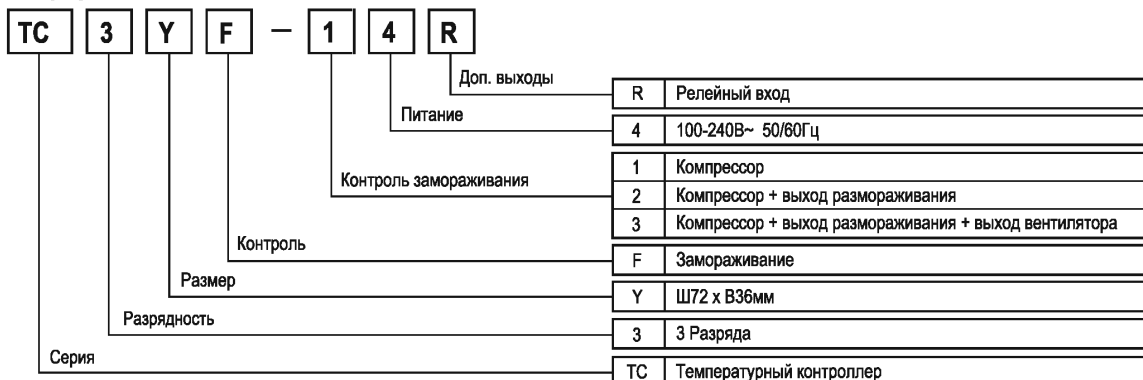 TC 3 Y F – 1 4 R
Доп. выходы
R Релейный вход
Питание
4 100-240В~ 50/60Гц
Контроль замораживания
1 Компрессор
2 Компрессор + выход размораживания
3 Компрессор + выход размораживания + выход вентилятора
Контроль
F Замораживание
Размер
Y Ш72 x В36мм
Разрядность
3 3 Разряда
Серия
TC Температурный контроллер